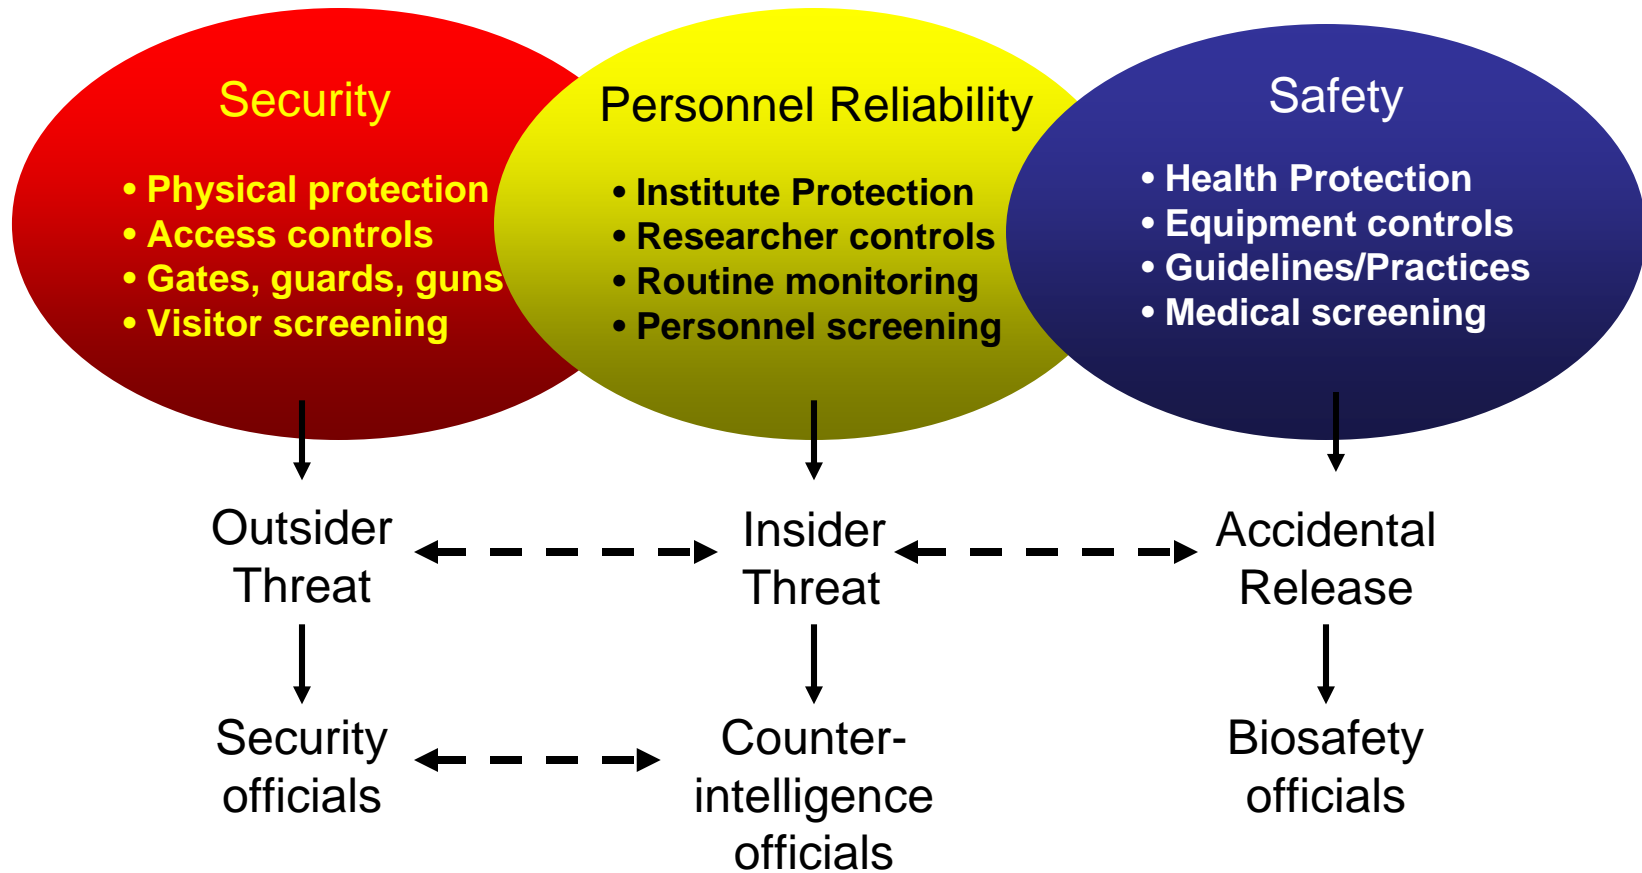 Security
• Physical protection
• Access controls
• Gates, guards, guns
• Visitor screening
Personnel Reliability
• Institute Protection
• Researcher controls
• Routine monitoring
• Personnel screening
Safety
• Health Protection
• Equipment controls
• Guidelines/Practices
• Medical screening
Outsider
Threat
Insider
Threat
Accidental
Release
Security
officials
Counter-
intelligence
officials
Biosafety
officials